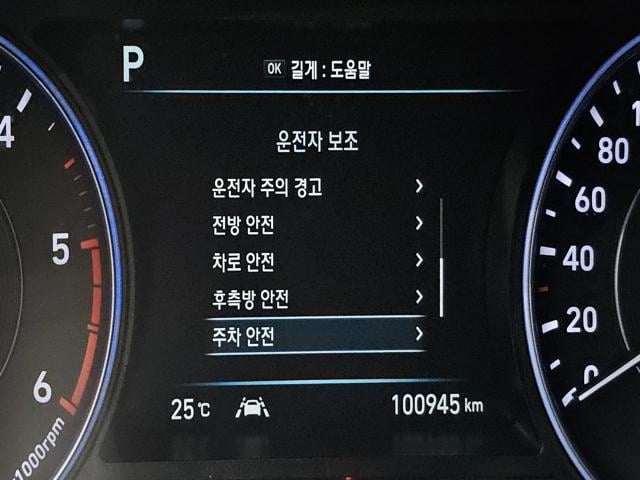 P
OK 길게 : 도움말
운전자 보조
운전자 주의 경고
전방 안전
차로 안전
후측방 안전
주차 안전
25℃
100945 km
4
5
6
x1000rpm
80
60
40
20
0